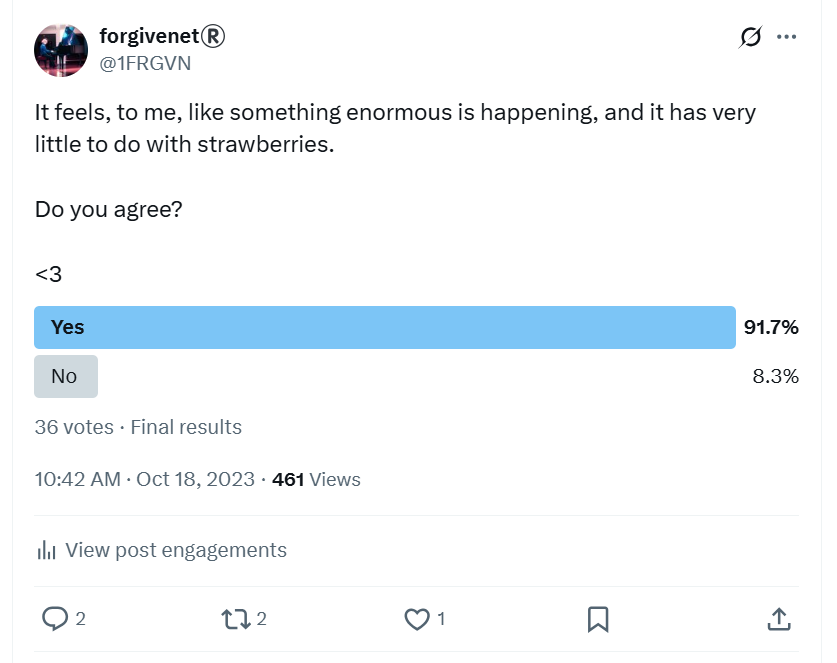 forgivenet®
@1FRGVN
It feels, to me, like something enormous is happening, and it has very
little to do with strawberries.
Do you agree?
<3
Yes 91.7%
No 8.3%
36 votes · Final results
10:42 AM · Oct 18, 2023 · 461 Views
View post engagements
2 2 1